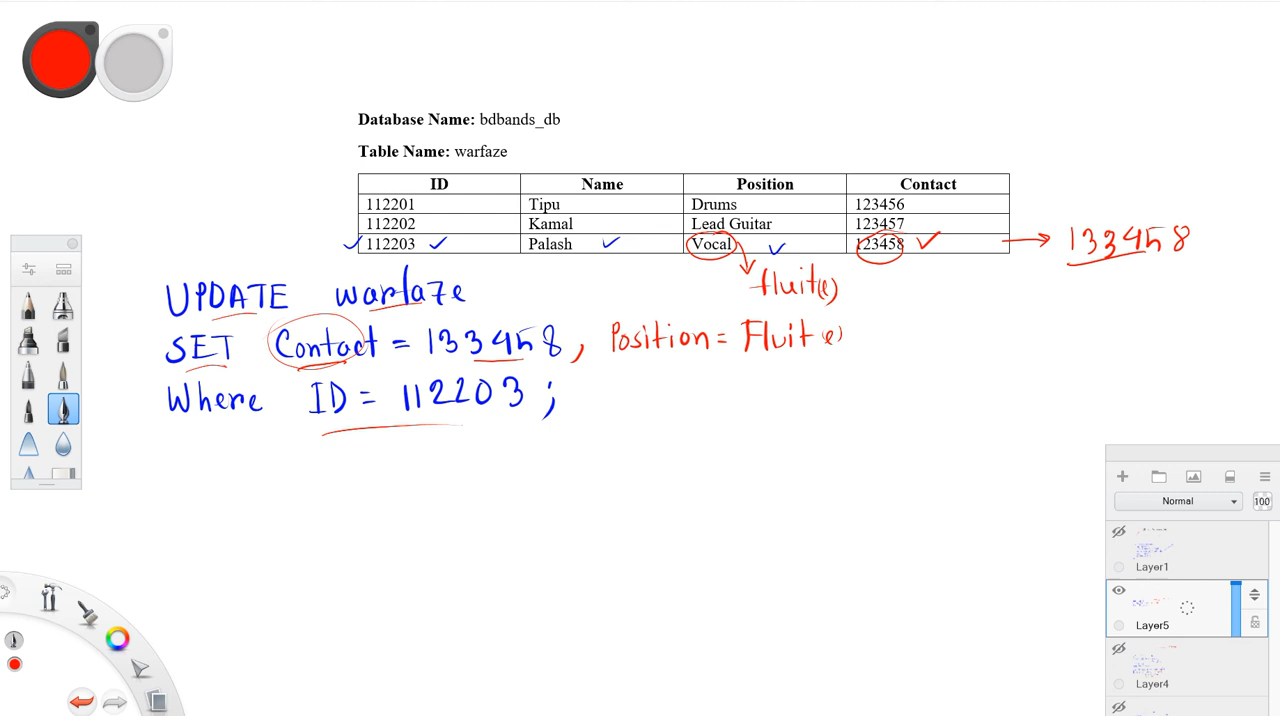 Database Name: bdbands_db
Table Name: warfaze
ID Name Position Contact
112201 Tipu Drums 123456
112202 Kamal Lead Guitar 123457
112203 Palash Vocal 123458
133458
fluit(e)
UPDATE warfaze
SET Contact = 133458, Position = Fluit(e)
Where ID = 112203 ;
Normal 100
Layer1
Layer5
Layer4